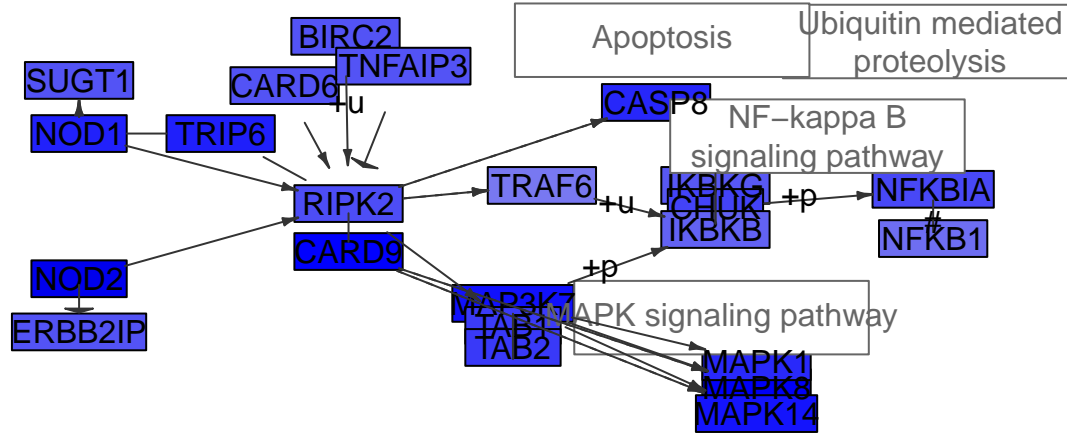 BIRC2
Apoptosis
Ubiquitin mediated
proteolysis
TNFAIP3
SUGT1
CARD6
+u
CASP8
NOD1
TRIP6
NF−kappa B
signaling pathway
TRAF6
IKBKG
NFKBIA
RIPK2
+u
CHUK
+p
IKBKB
#
NFKB1
CARD9
NOD2
+p
MAP3K7
MAPK signaling pathway
ERBB2IP
TAB1
TAB2
MAPK1
MAPK8
MAPK14